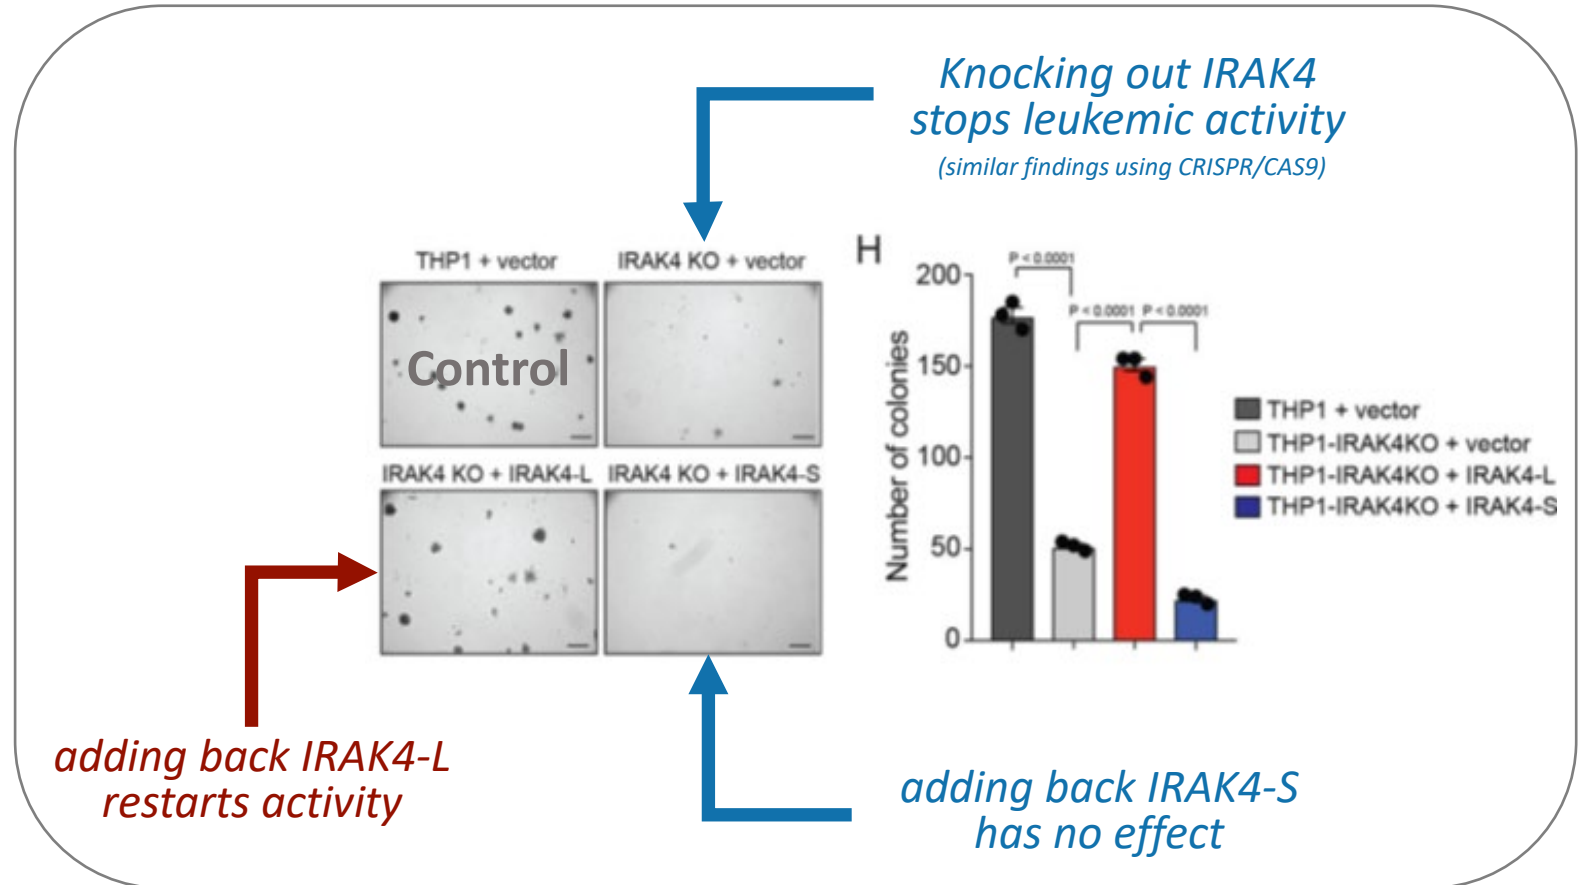 Knocking out IRAK4
stops leukemic activity
(similar findings using CRISPR/CAS9)
THP1 + vector
IRAK4 KO + vector
Control
IRAK4 KO + IRAK4-L
IRAK4 KO + IRAK4-S
H
Number of colonies
200
150
100
50
0
P < 0.0001
P < 0.0001
P < 0.0001
THP1 + vector
THP1-IRAK4KO + vector
THP1-IRAK4KO + IRAK4-L
THP1-IRAK4KO + IRAK4-S
adding back IRAK4-L
restarts activity
adding back IRAK4-S
has no effect